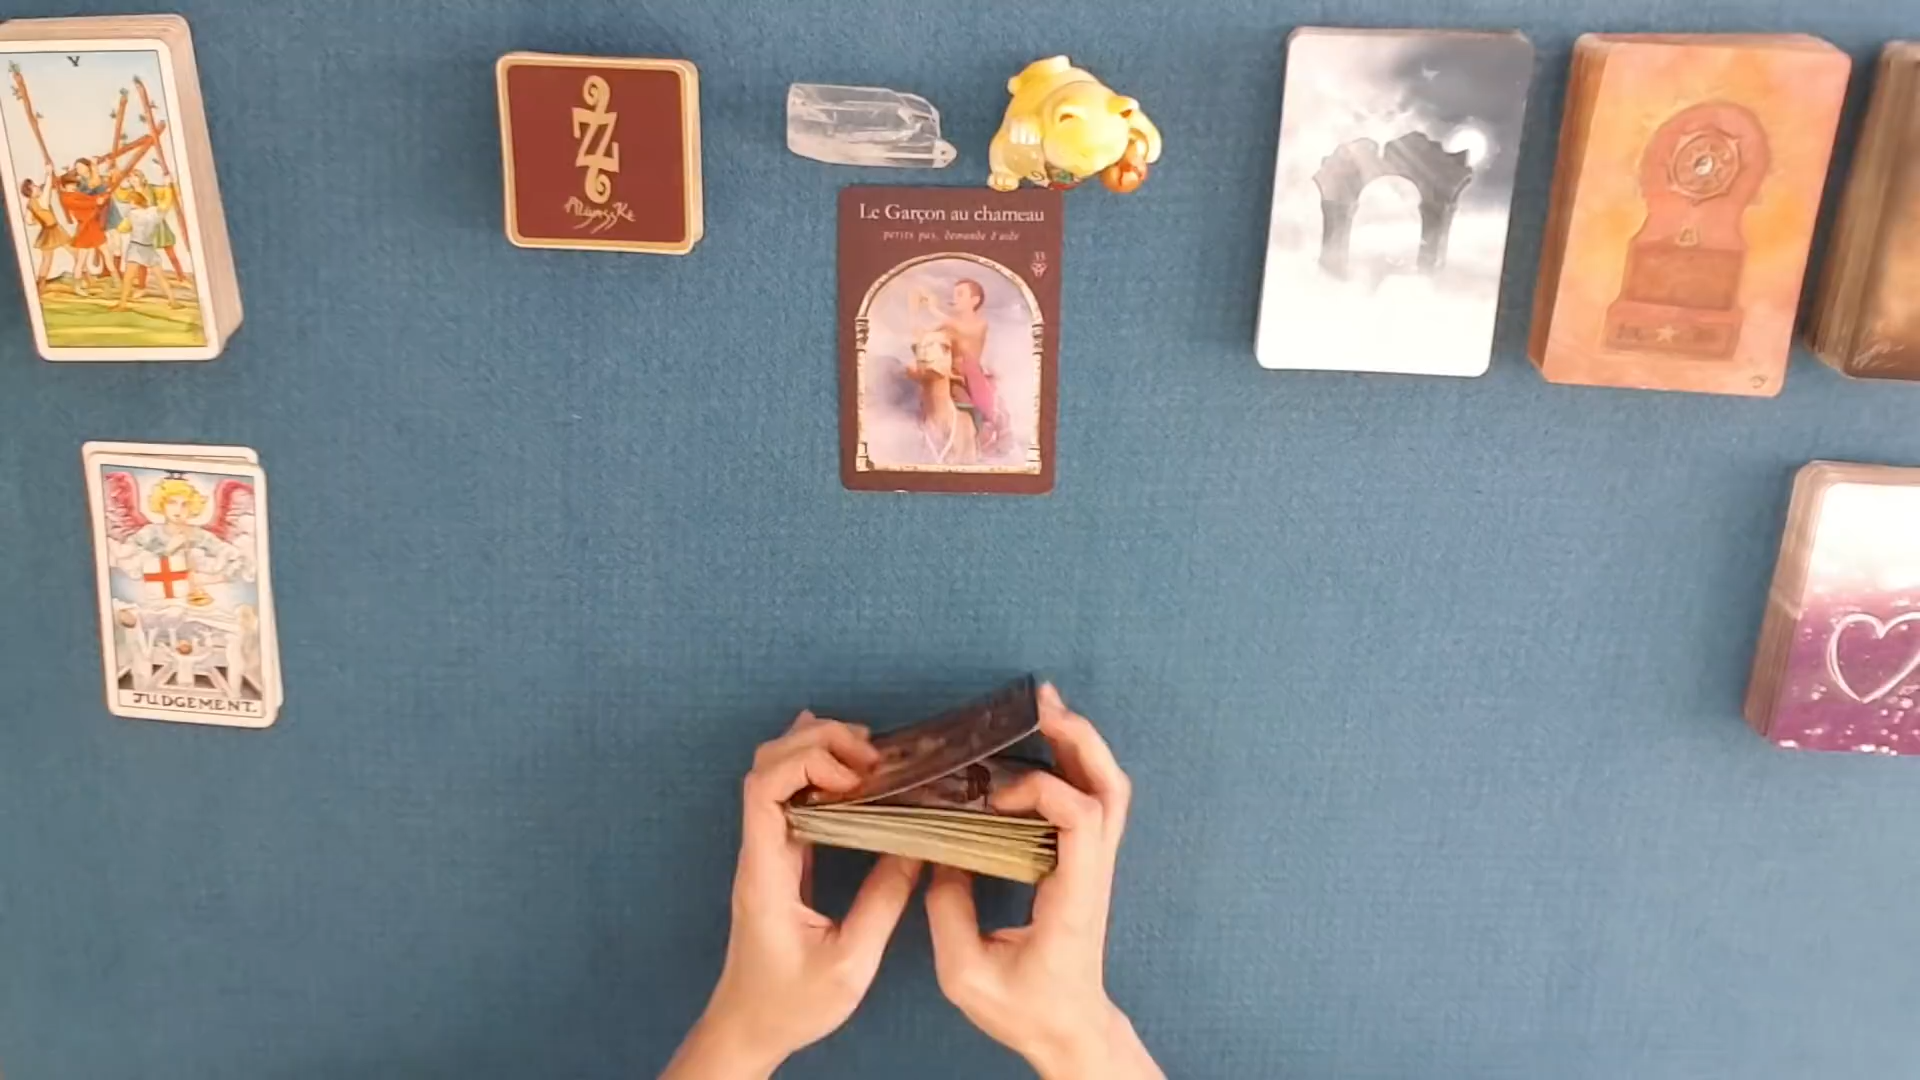 V
Le Garçon au chameau
petits pas, demande d'aide
33
JUDGEMENT.